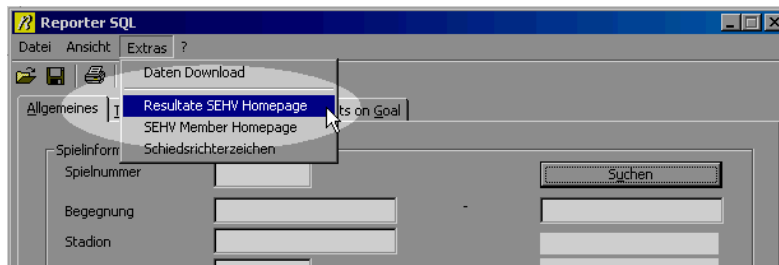 Reporter SQL
Datei Ansicht Extras ?
Daten Download
Resultate SEHV Homepage
SEHV Member Homepage
Schiedsrichterzeichen
Allgemeines T ts on Goal
Spielinform
Spielnummer Suchen
Begegnung -
Stadion